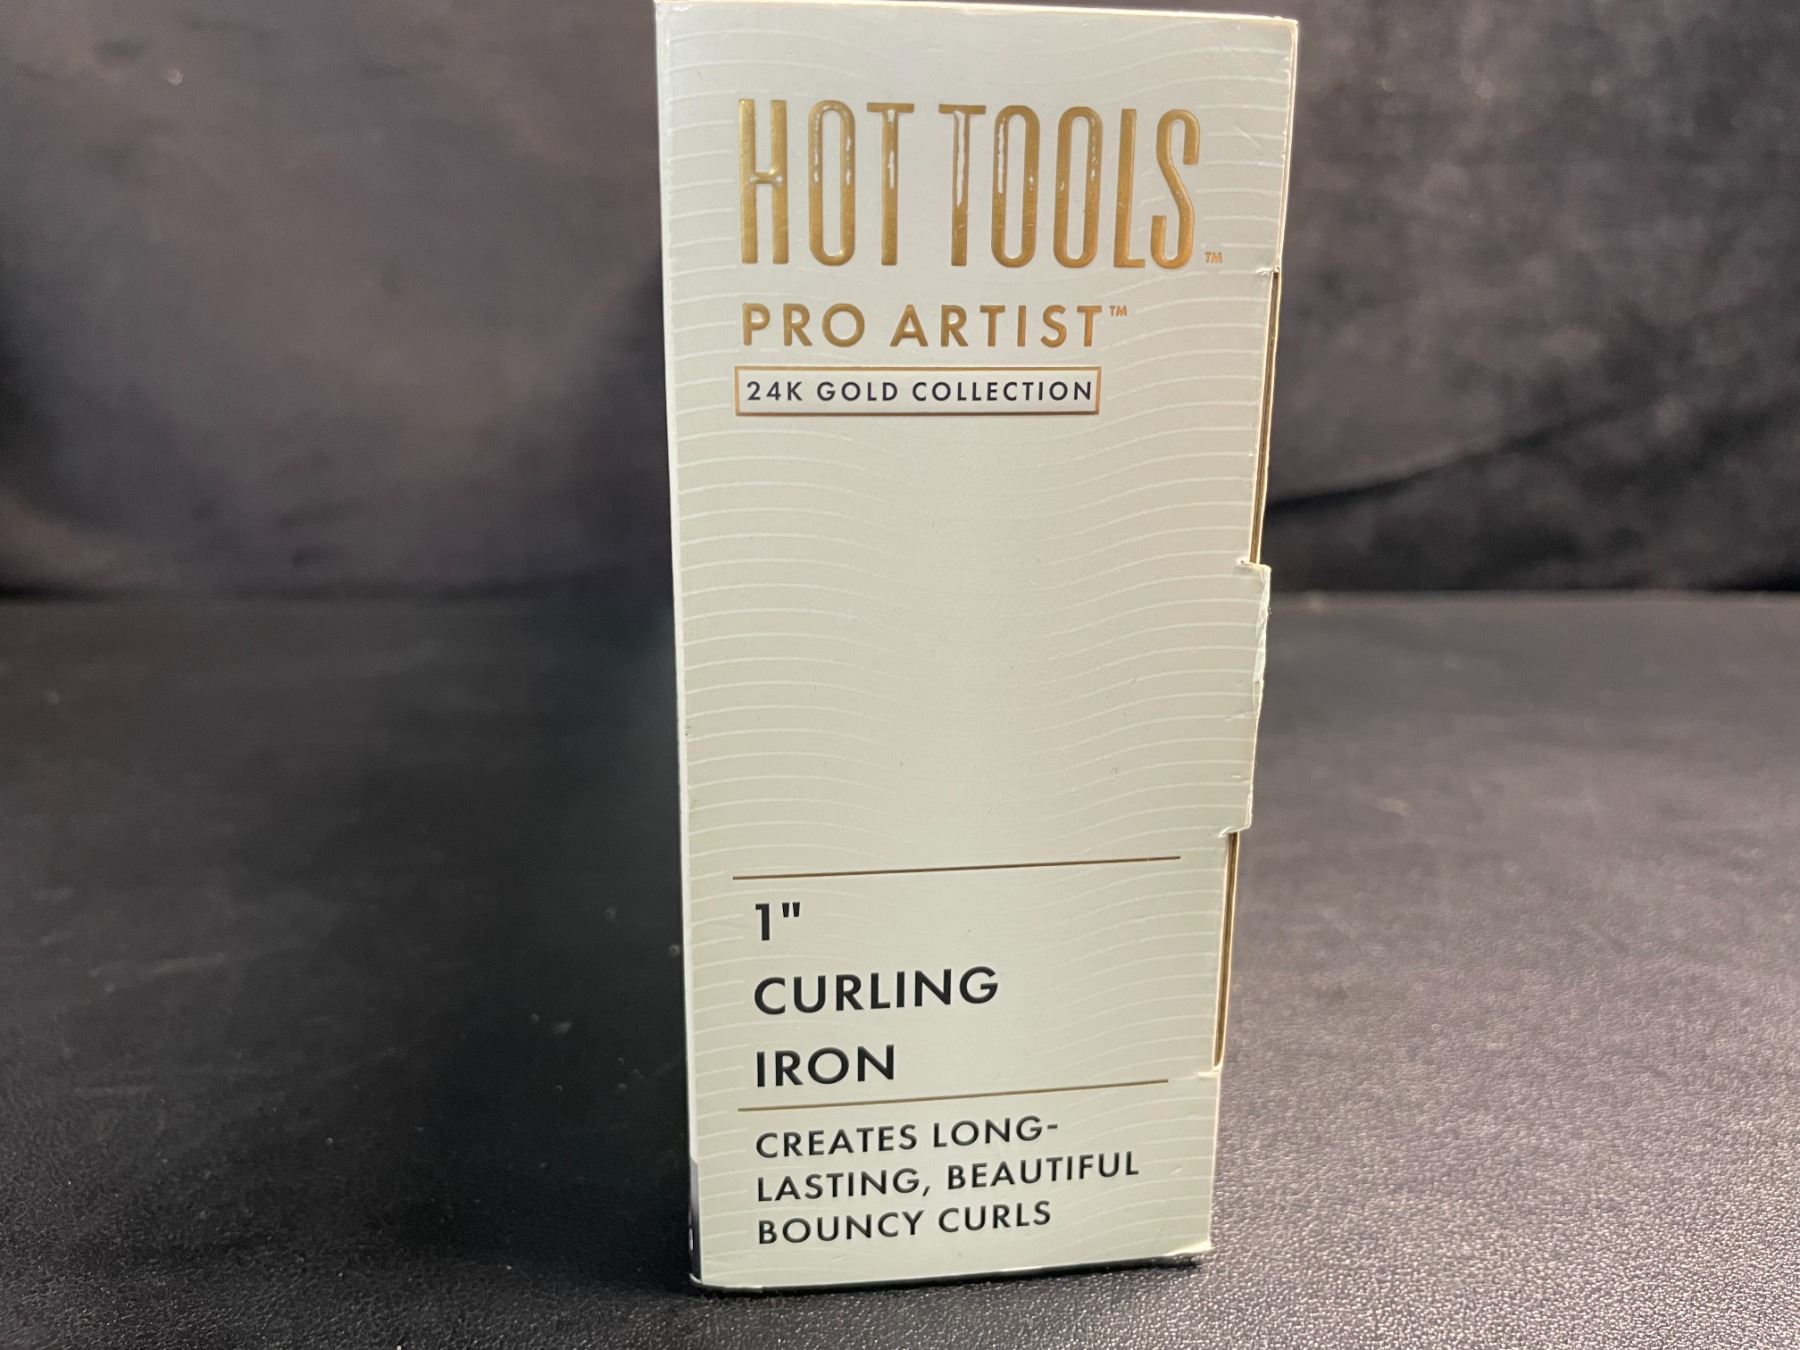 HOT TOOLS™
PRO ARTIST™
24K GOLD COLLECTION
1"
CURLING
IRON
CREATES LONG-
LASTING, BEAUTIFUL
BOUNCY CURLS